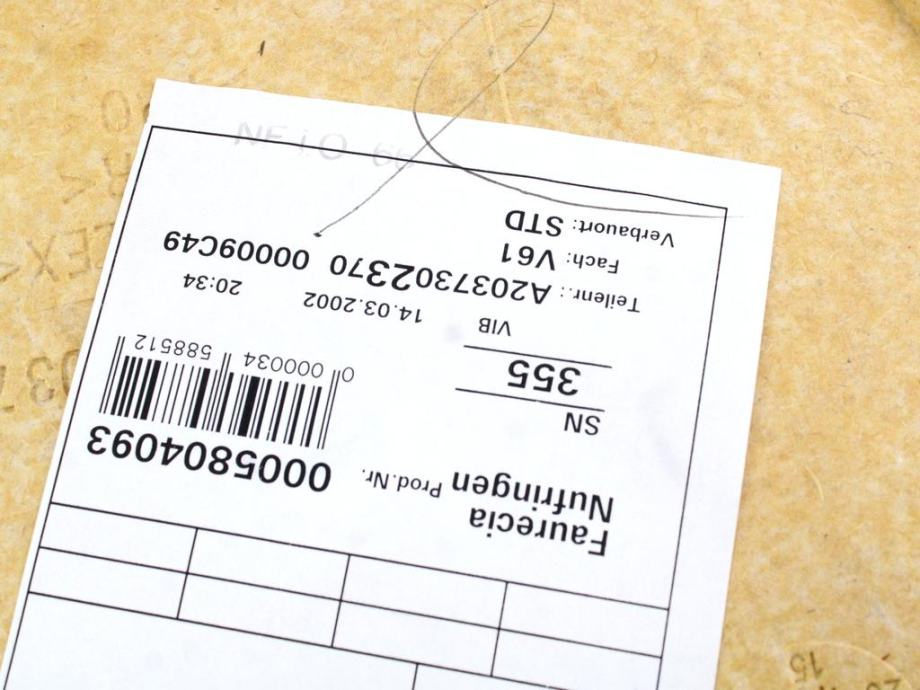 Faurecia
Nufringen Prod.Nr. 0005804093
SN
355
0 000034 588512
VIB
14.03.2002 20:34
Teilenr.: A2037302370 00009C49
Fach: V61
Verbauort: STD
15